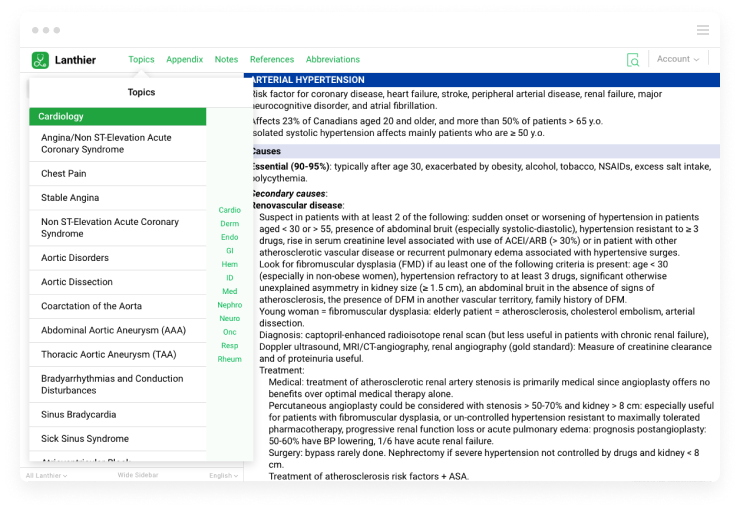 Lanthier
Topics Appendix Notes References Abbreviations
Account
Topics
Cardiology
Angina/Non ST-Elevation Acute
Coronary Syndrome
Chest Pain
Stable Angina
Non ST-Elevation Acute Coronary
Syndrome
Aortic Disorders
Aortic Dissection
Coarctation of the Aorta
Abdominal Aortic Aneurysm (AAA)
Thoracic Aortic Aneurysm (TAA)
Bradyarrhythmias and Conduction
Disturbances
Sinus Bradycardia
Sick Sinus Syndrome
Cardio
Derm
Endo
GI
Hem
ID
Med
Nephro
Neuro
Onc
Resp
Rheum
All Lanthier
Wide Sidebar
English
ARTERIAL HYPERTENSION
Risk factor for coronary disease, heart failure, stroke, peripheral arterial disease, renal failure, major
neurocognitive disorder, and atrial fibrillation.
Affects 23% of Canadians aged 20 and older, and more than 50% of patients > 65 y.o.
Isolated systolic hypertension affects mainly patients who are ≥ 50 y.o.
Causes
Essential (90-95%): typically after age 30, exacerbated by obesity, alcohol, tobacco, NSAIDs, excess salt intake,
polycythemia.
Secondary causes:
Renovascular disease:
Suspect in patients with at least 2 of the following: sudden onset or worsening of hypertension in patients
aged < 30 or > 55, presence of abdominal bruit (especially systolic-diastolic), hypertension resistant to ≥ 3
drugs, rise in serum creatinine level associated with use of ACEI/ARB (> 30%) or in patient with other
atherosclerotic vascular disease or recurrent pulmonary edema associated with hypertensive surges.
Look for fibromuscular dysplasia (FMD) if au least one of the following criteria is present: age < 30
(especially in non-obese women), hypertension refractory to at least 3 drugs, significant otherwise
unexplained asymmetry in kidney size (≥ 1.5 cm), an abdominal bruit in the absence of signs of
atherosclerosis, the presence of DFM in another vascular territory, family history of DFM.
Young woman = fibromuscular dysplasia: elderly patient = atherosclerosis, cholesterol embolism, arterial
dissection.
Diagnosis: captopril-enhanced radioisotope renal scan (but less useful in patients with chronic renal failure),
Doppler ultrasound, MRI/CT-angiography, renal angiography (gold standard): Measure of creatinine clearance
and of proteinuria useful.
Treatment:
Medical: treatment of atherosclerotic renal artery stenosis is primarily medical since angioplasty offers no
benefits over optimal medical therapy alone.
Percutaneous angioplasty could be considered with stenosis > 50-70% and kidney > 8 cm: especially useful
for patients with fibromuscular dysplasia, or un-controlled hypertension resistant to maximally tolerated
pharmacotherapy, progressive renal function loss or acute pulmonary edema: prognosis postangioplasty:
50-60% have BP lowering, 1/6 have acute renal failure.
Surgery: bypass rarely done. Nephrectomy if severe hypertension not controlled by drugs and kidney < 8
cm.
Treatment of atherosclerosis risk factors + ASA.